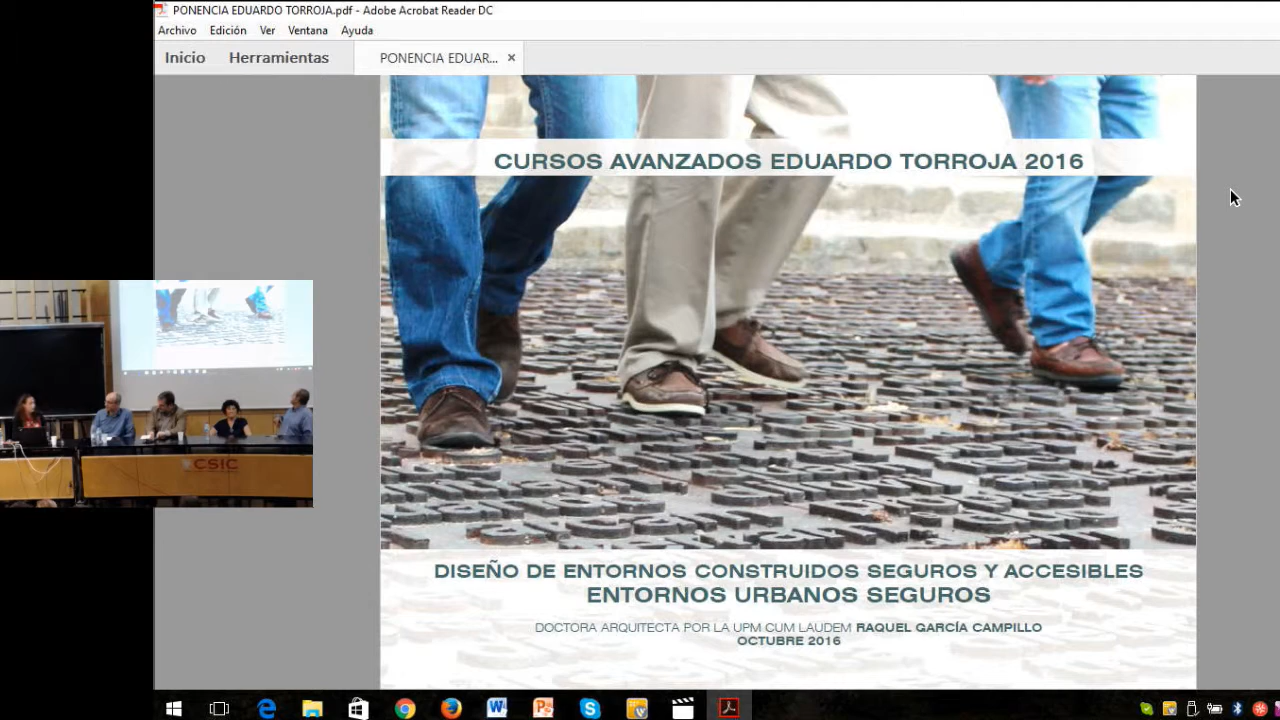 PONENCIA EDUARDO TORROJA.pdf - Adobe Acrobat Reader DC
Archivo Edición Ver Ventana Ayuda
Inicio Herramientas PONENCIA EDUAR... ×
CURSOS AVANZADOS EDUARDO TORROJA 2016
CSIC
DISEÑO DE ENTORNOS CONSTRUIDOS SEGUROS Y ACCESIBLES
ENTORNOS URBANOS SEGUROS
DOCTORA ARQUITECTA POR LA UPM CUM LAUDEM RAQUEL GARCÍA CAMPILLO
OCTUBRE 2016